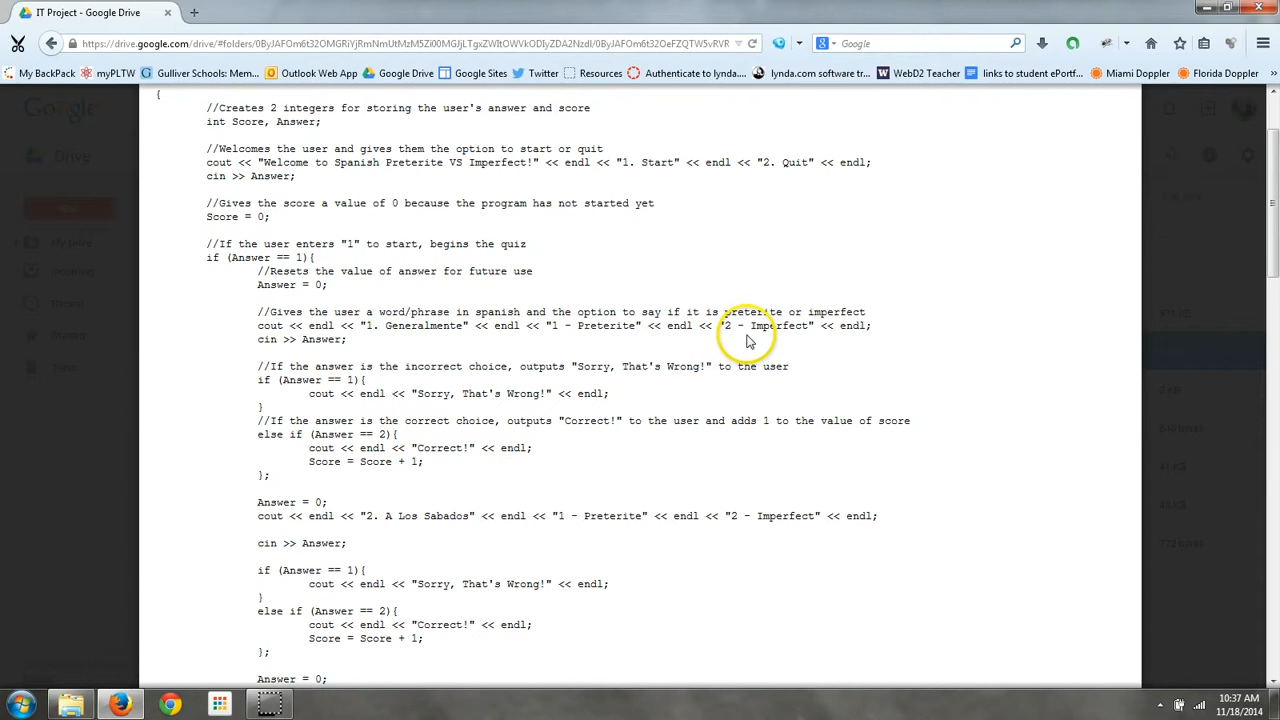 IT Project - Google Drive
https://drive.google.com/drive/#folders/0ByJAFOm6t32OMGRiYjRmNmUtMzM5Zi00MGJjLTgxZWItOWVkODIyZDA2Nzdl/0ByJAFOm6t32OeFZQTW5vRVR
Google
My BackPack
myPLTW
Gulliver Schools: Mem...
Outlook Web App
Google Drive
Google Sites
Twitter
Resources
Authenticate to lynda....
lynda.com software tr...
WebD2 Teacher
links to student ePortf...
Miami Doppler
Florida Doppler
Google
Drive
My Drive
Incoming
Recent
Starred
Trash
{
//Creates 2 integers for storing the user's answer and score
int Score, Answer;
//Welcomes the user and gives them the option to start or quit
cout << "Welcome to Spanish Preterite VS Imperfect!" << endl << "1. Start" << endl << "2. Quit" << endl;
cin >> Answer;
//Gives the score a value of 0 because the program has not started yet
Score = 0;
//If the user enters "1" to start, begins the quiz
if (Answer == 1){
//Resets the value of answer for future use
Answer = 0;
//Gives the user a word/phrase in spanish and the option to say if it is preterite or imperfect
cout << endl << "1. Generalmente" << endl << "1 - Preterite" << endl << "2 - Imperfect" << endl;
cin >> Answer;
//If the answer is the incorrect choice, outputs "Sorry, That's Wrong!" to the user
if (Answer == 1){
cout << endl << "Sorry, That's Wrong!" << endl;
}
//If the answer is the correct choice, outputs "Correct!" to the user and adds 1 to the value of score
else if (Answer == 2){
cout << endl << "Correct!" << endl;
Score = Score + 1;
};
Answer = 0;
cout << endl << "2. A Los Sabados" << endl << "1 - Preterite" << endl << "2 - Imperfect" << endl;
cin >> Answer;
if (Answer == 1){
cout << endl << "Sorry, That's Wrong!" << endl;
}
else if (Answer == 2){
cout << endl << "Correct!" << endl;
Score = Score + 1;
};
Answer = 0;
10:37 AM
11/18/2014